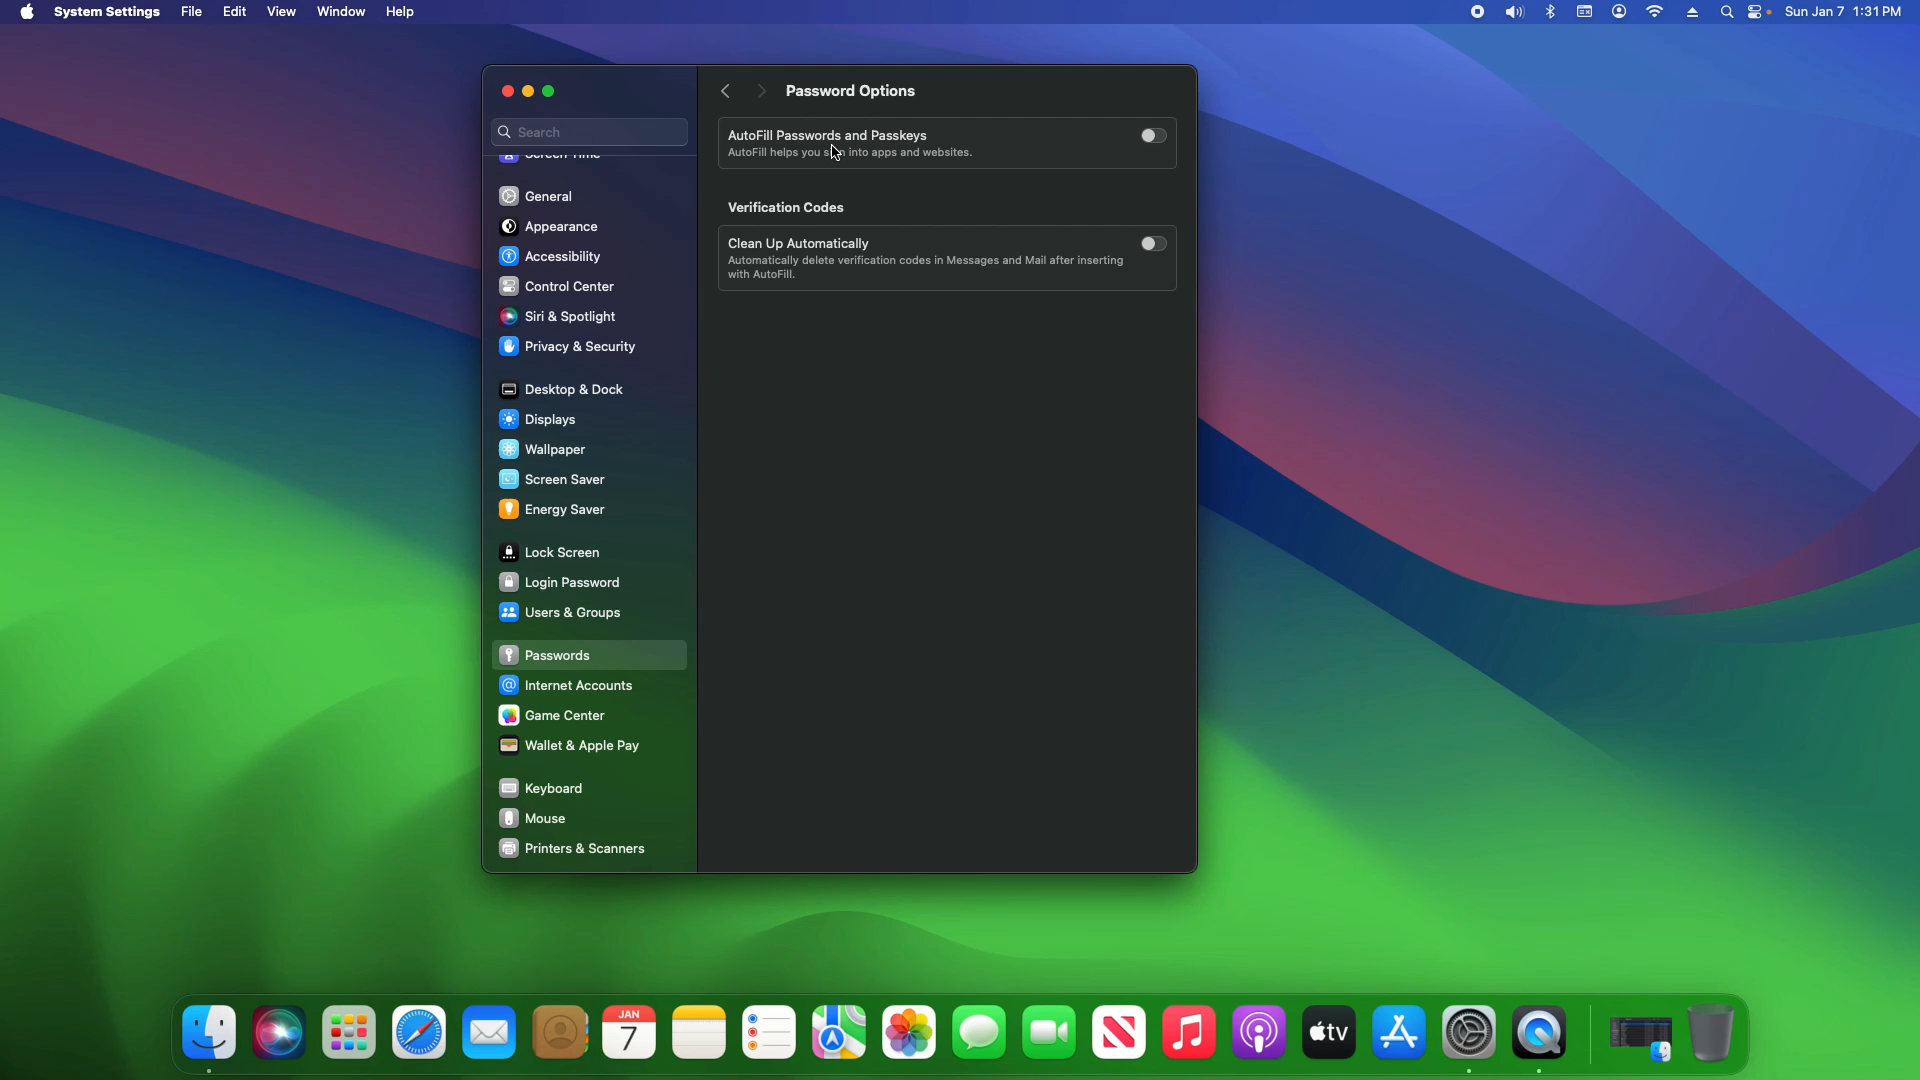 System Settings File Edit View Window Help
Sun Jan 7 1:31 PM
Password Options
Search
Screen Time
General
Appearance
Accessibility
Control Center
Siri & Spotlight
Privacy & Security
Desktop & Dock
Displays
Wallpaper
Screen Saver
Energy Saver
Lock Screen
Login Password
Users & Groups
Passwords
Internet Accounts
Game Center
Wallet & Apple Pay
Keyboard
Mouse
Printers & Scanners
AutoFill Passwords and Passkeys
AutoFill helps you sign into apps and websites.
Verification Codes
Clean Up Automatically
Automatically delete verification codes in Messages and Mail after inserting
with AutoFill.
JAN
7
tv